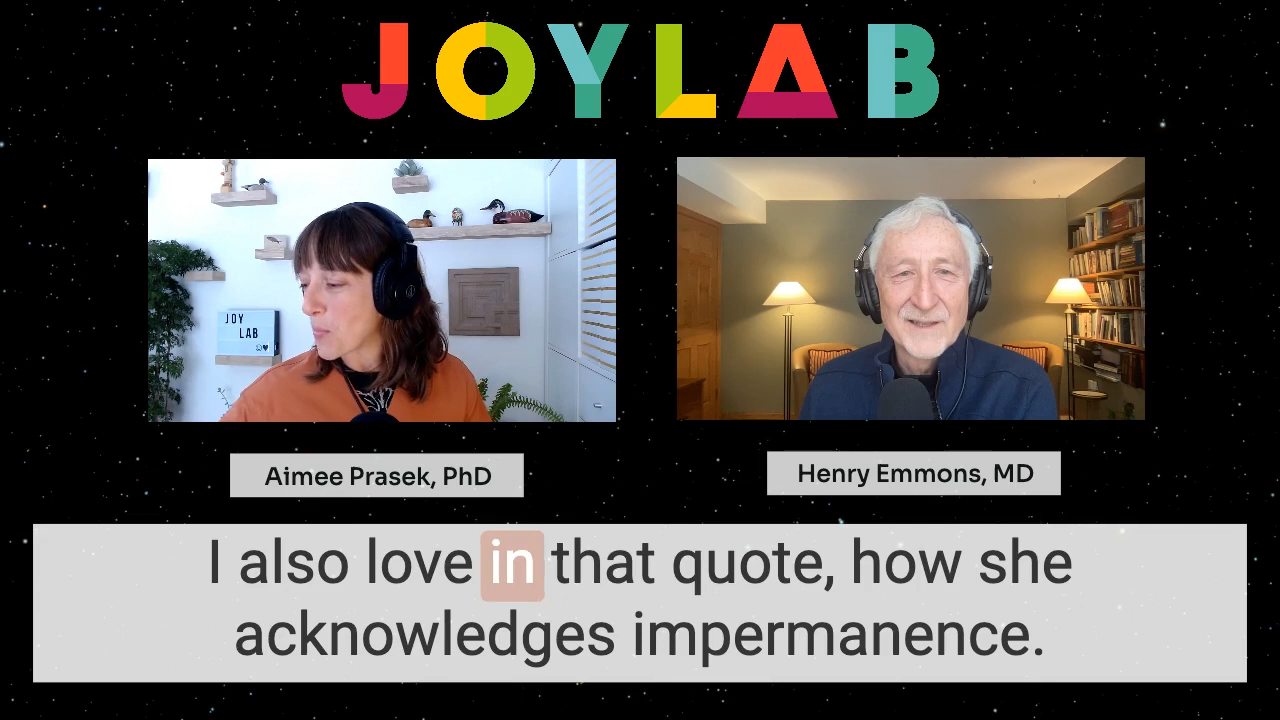 JOYLAB
JOY
LAB
Aimee Prasek, PhD
Henry Emmons, MD
I also love in that quote, how she
acknowledges impermanence.